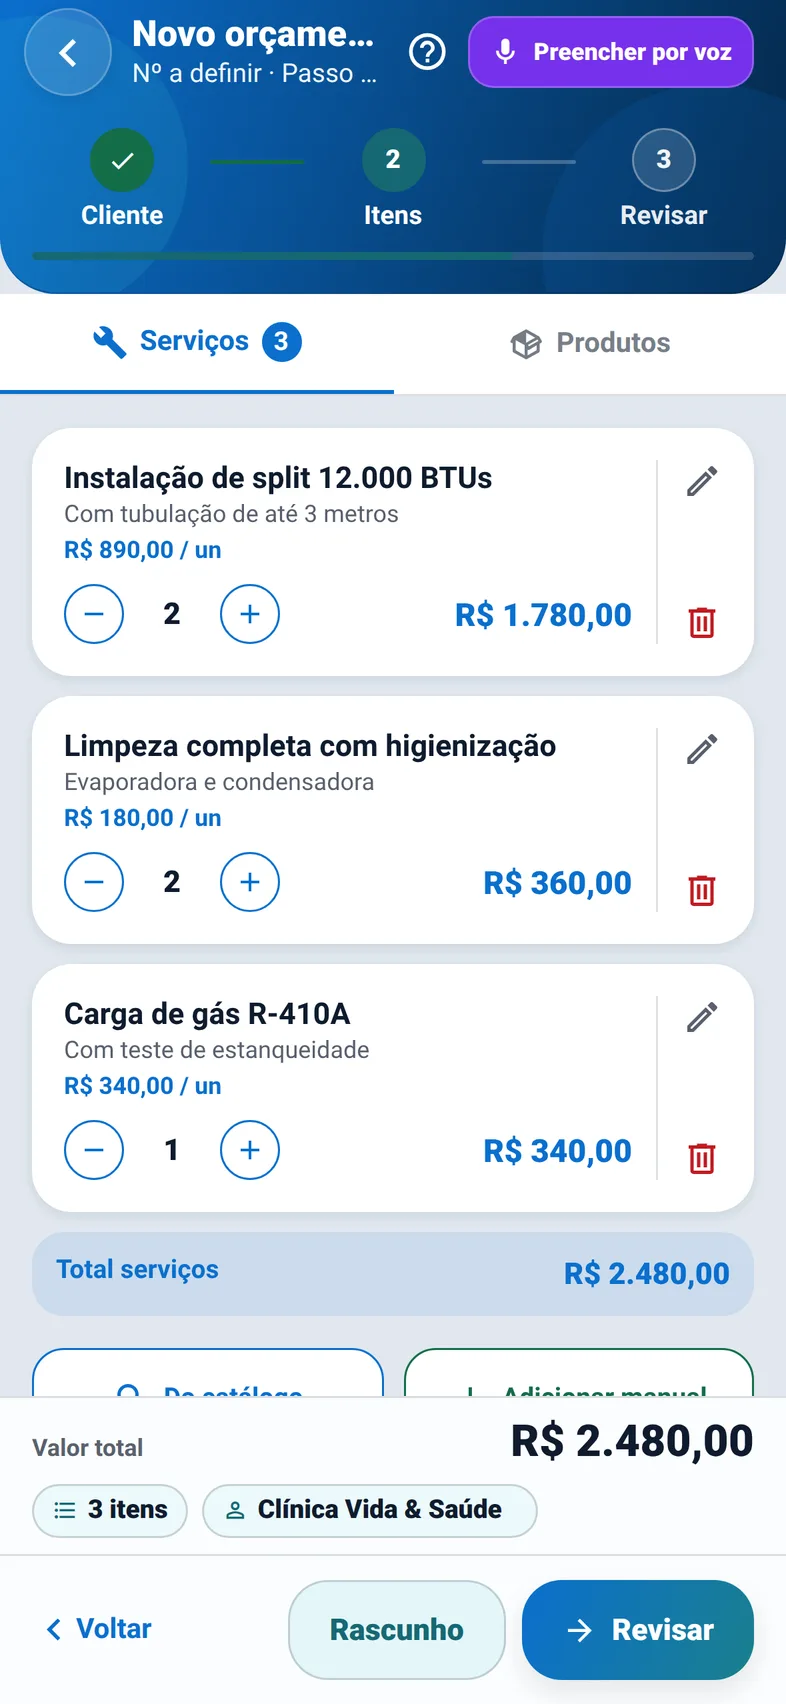 Novo orçame...
Nº a definir · Passo ...
Preencher por voz
2
3
Cliente
Itens
Revisar
Serviços 3
Produtos
Instalação de split 12.000 BTUs
Com tubulação de até 3 metros
R$ 890,00 / un
2
R$ 1.780,00
Limpeza completa com higienização
Evaporadora e condensadora
R$ 180,00 / un
2
R$ 360,00
Carga de gás R-410A
Com teste de estanqueidade
R$ 340,00 / un
1
R$ 340,00
Total serviços
R$ 2.480,00
Do catálogo
Adicionar manual
Valor total
R$ 2.480,00
3 itens
Clínica Vida & Saúde
Voltar
Rascunho
Revisar